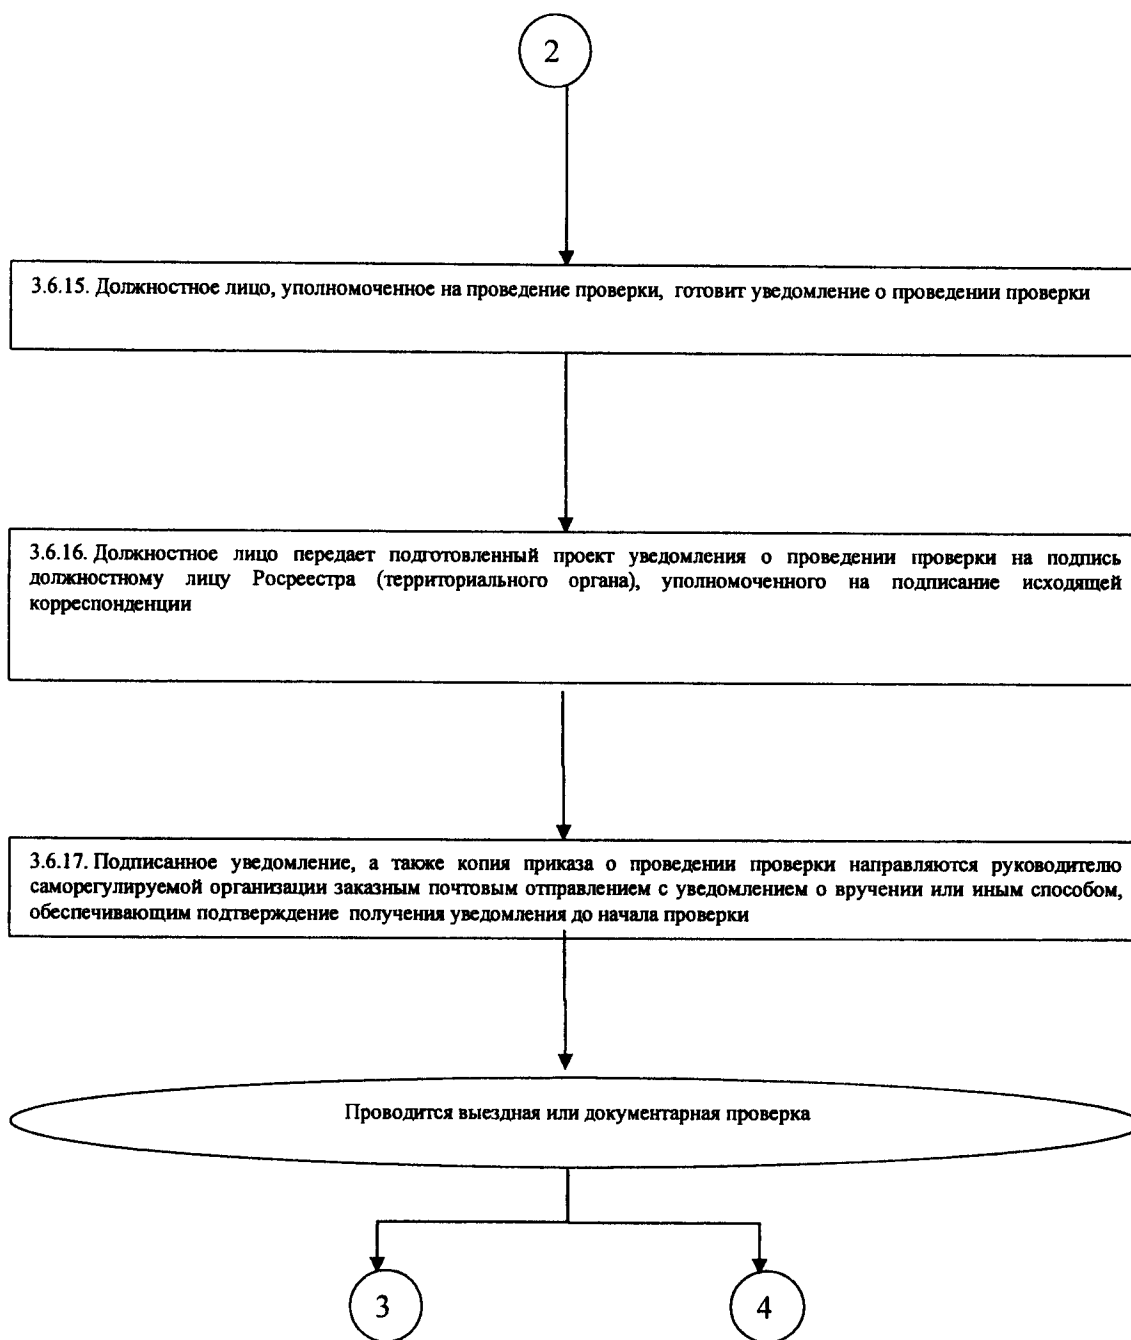 2
3.6.15. Должностное лицо, уполномоченное на проведение проверки, готовит уведомление о проведении проверки
3.6.16. Должностное лицо передает подготовленный проект уведомления о проведении проверки на подпись
должностному лицу Росреестра (территориального органа), уполномоченного на подписание исходящей
корреспонденции
3.6.17. Подписанное уведомление, а также копия приказа о проведении проверки направляются руководителю
саморегулируемой организации заказным почтовым отправлением с уведомлением о вручении или иным способом,
обеспечивающим подтверждение получения уведомления до начала проверки
Проводится выездная или документарная проверка
3
4